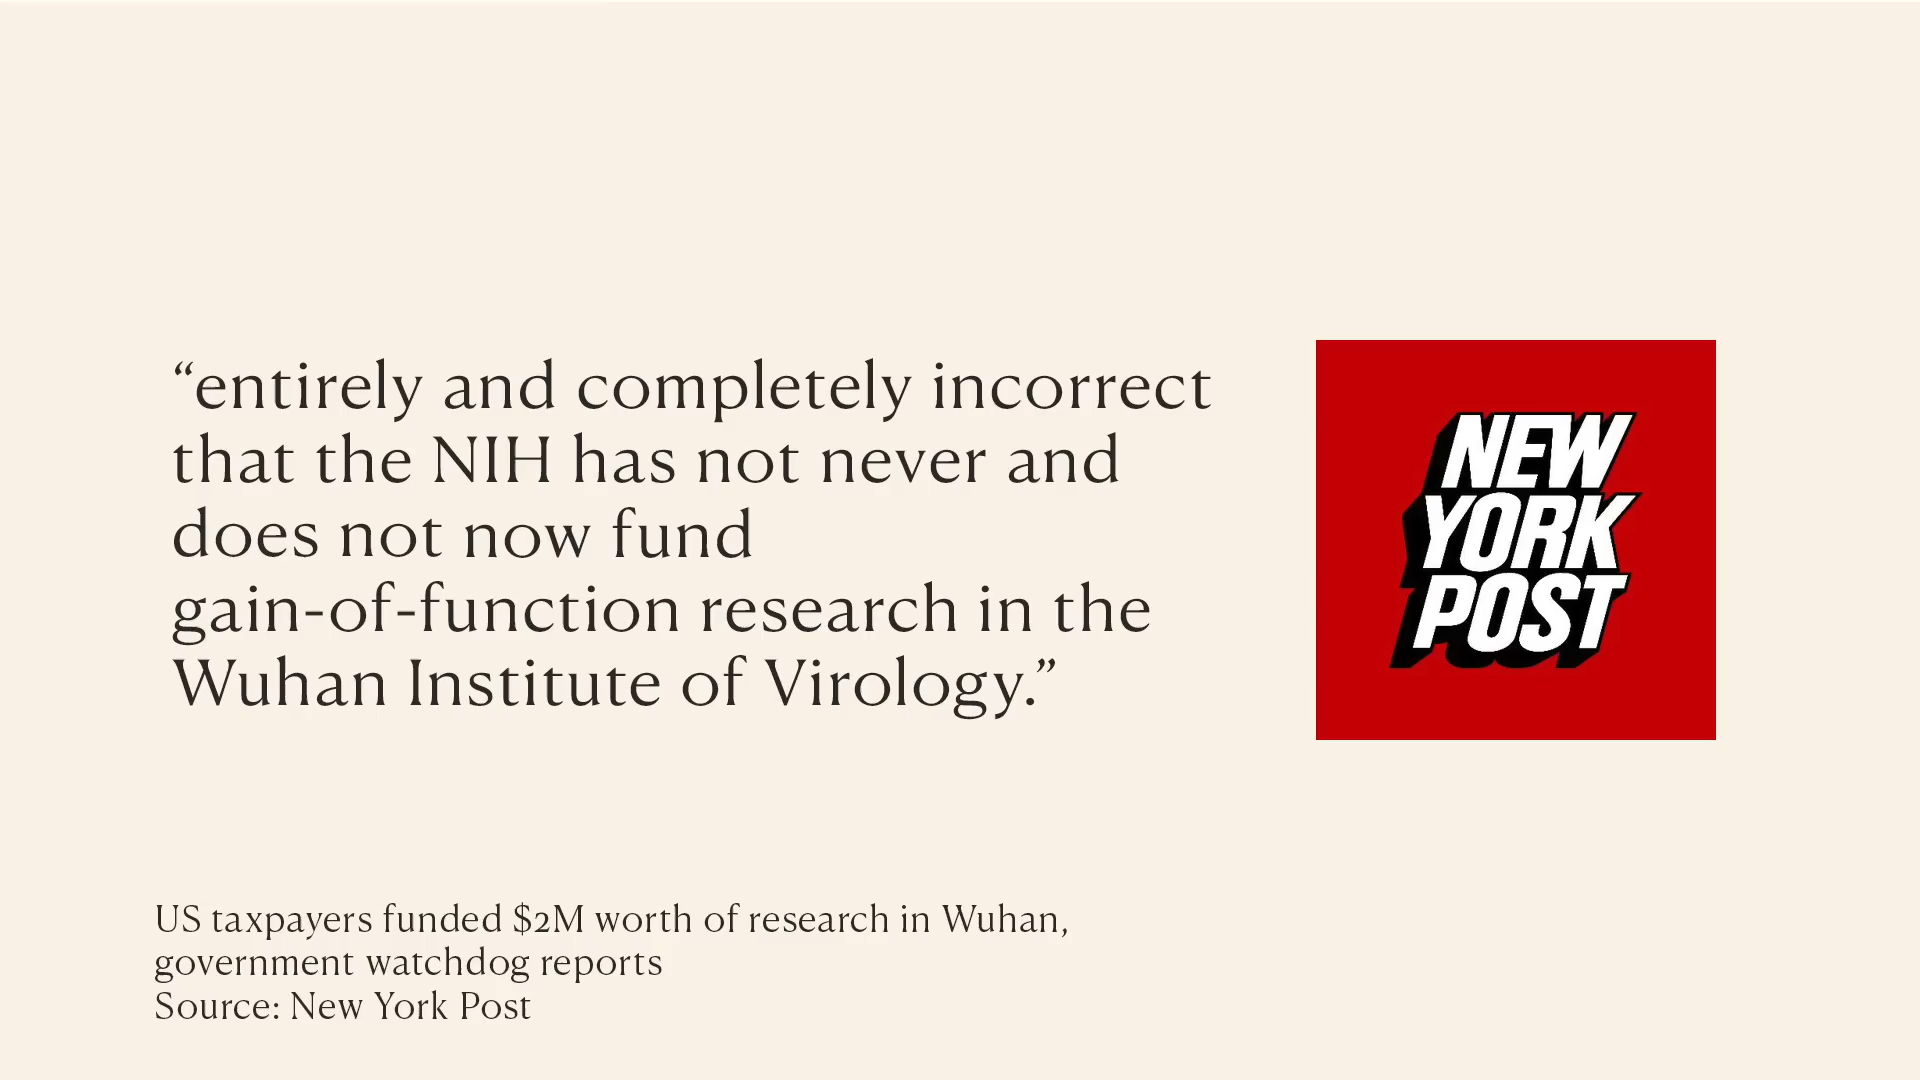 “entirely and completely incorrect
that the NIH has not never and
does not now fund
gain-of-function research in the
Wuhan Institute of Virology.”
NEW
YORK
POST
US taxpayers funded $2M worth of research in Wuhan,
government watchdog reports
Source: New York Post